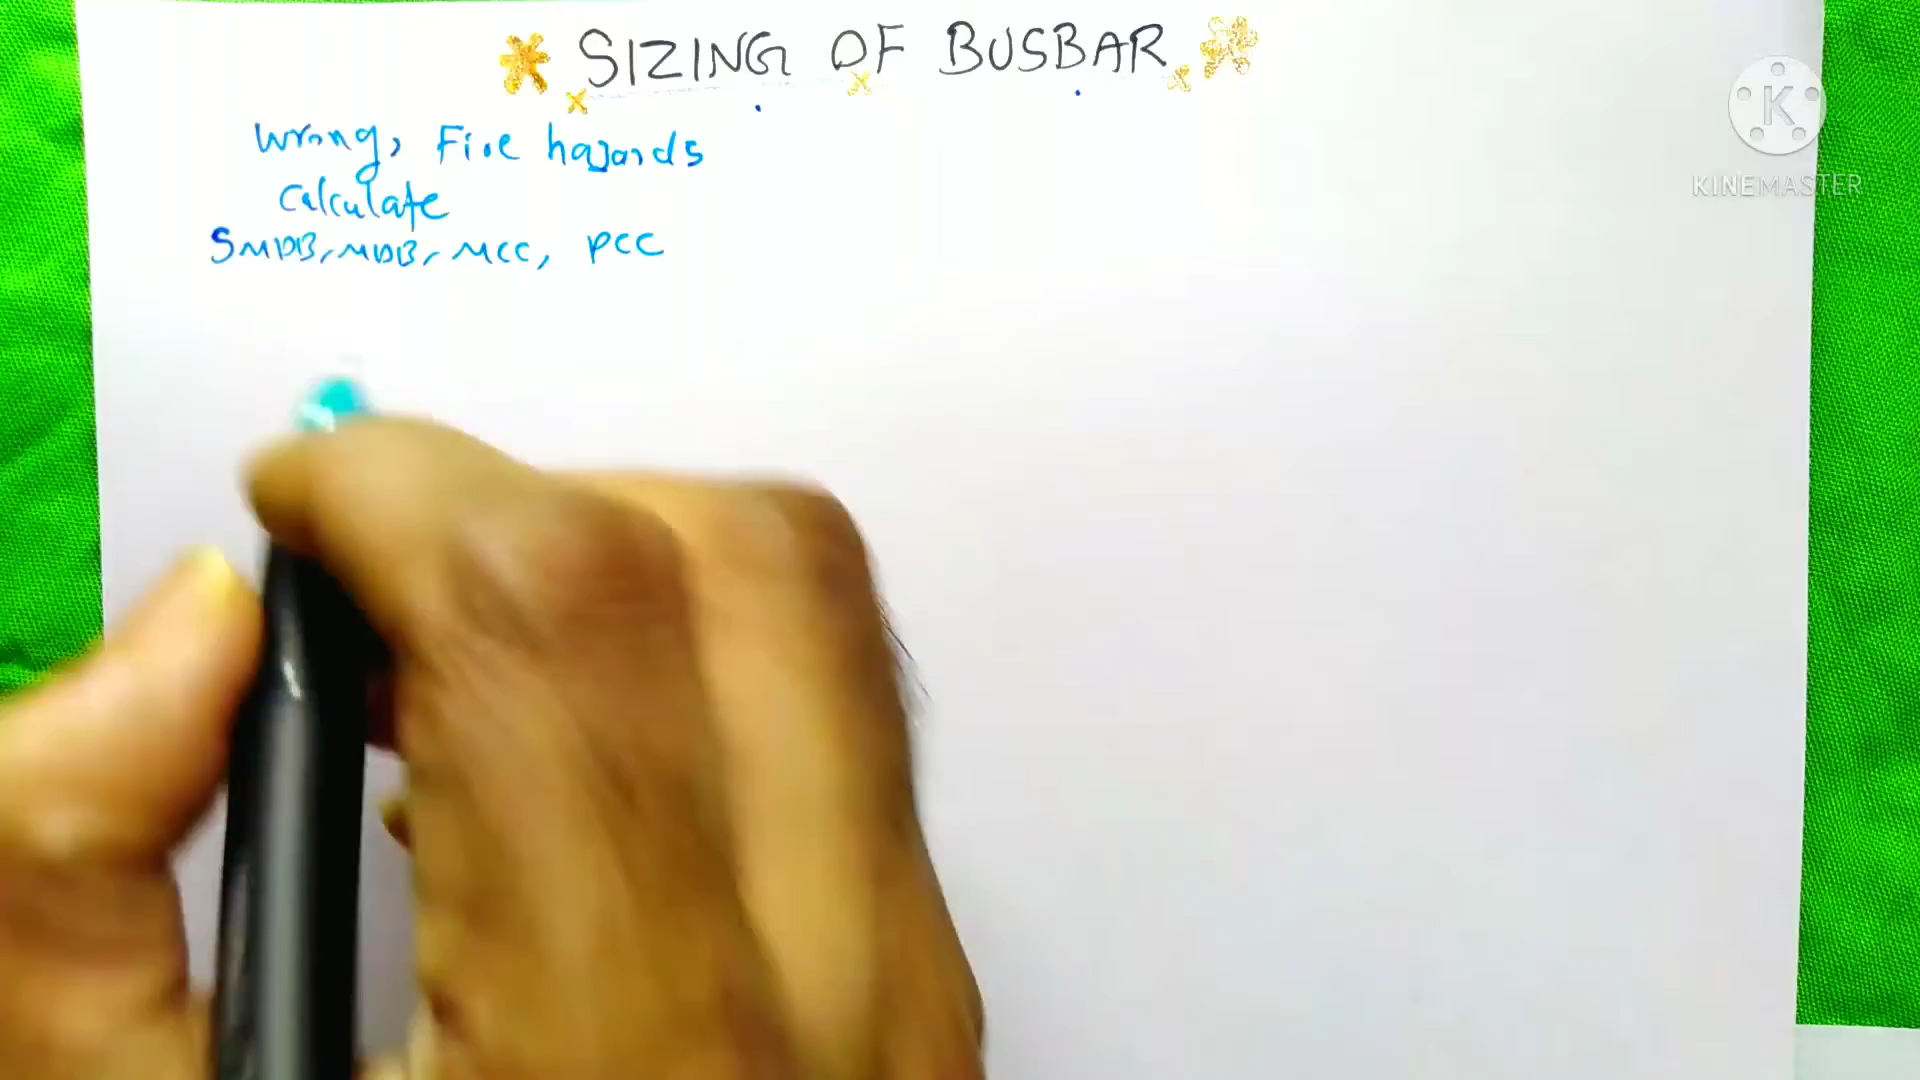 SIZING OF BUSBAR
Wrong, Fire hazards
Calculate
SMDB, MDB, MCC, PCC
K
KINEMASTER